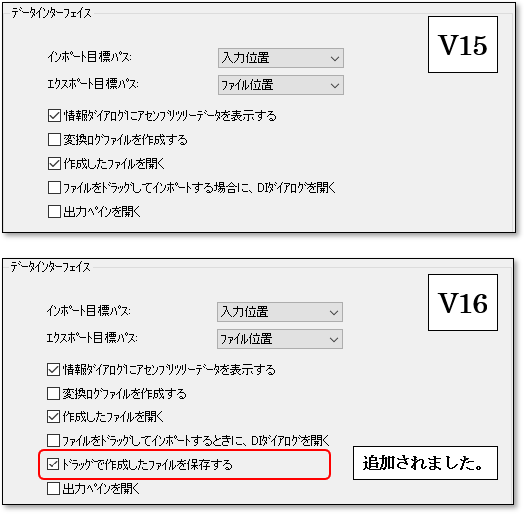 データインターフェイス
V15
インポート目標パス:
入力位置
エクスポート目標パス:
ファイル位置
情報ダイアログにアセンブリツリーデータを表示する
変換ログファイルを作成する
作成したファイルを開く
ファイルをドラッグしてインポートする場合に、DIダイアログを開く
出力ペインを開く
データインターフェイス
V16
インポート目標パス:
入力位置
エクスポート目標パス:
ファイル位置
情報ダイアログにアセンブリツリーデータを表示する
変換ログファイルを作成する
作成したファイルを開く
ファイルをドラッグしてインポートするときに、DIダイアログを開く
ドラッグで作成したファイルを保存する
追加されました。
出力ペインを開く